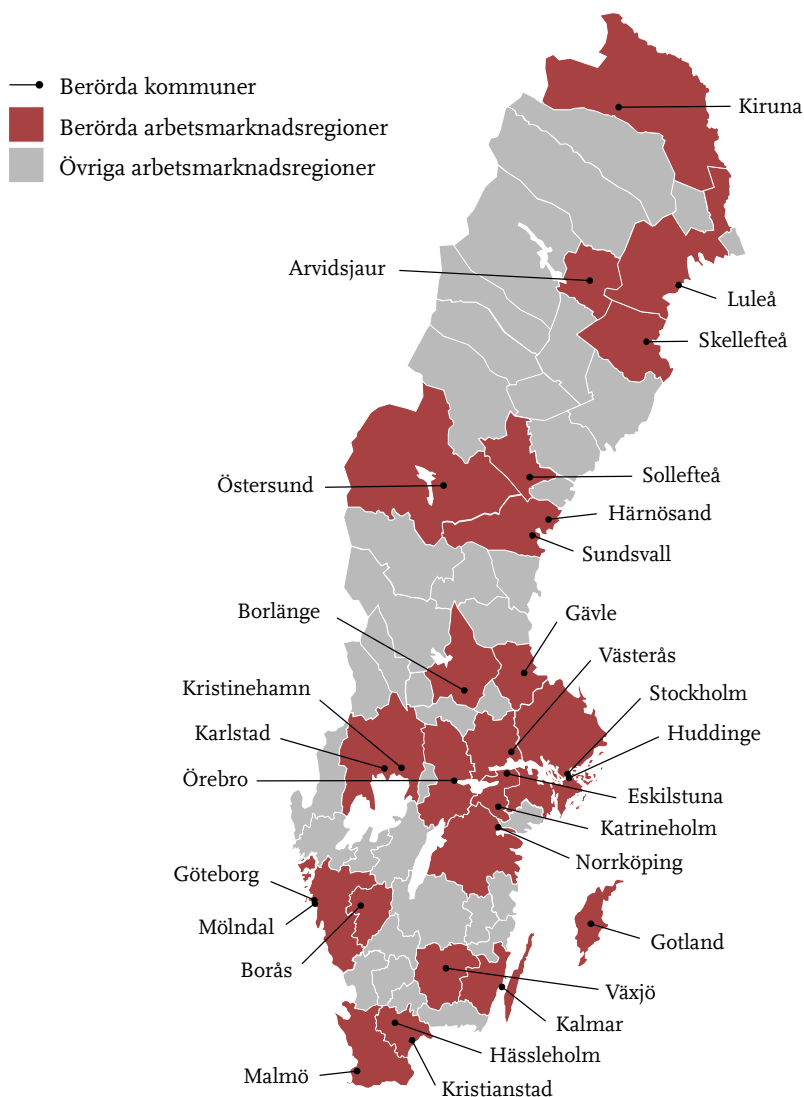 Berörda kommuner
Berörda arbetsmarknadsregioner
Övriga arbetsmarknadsregioner
Kiruna
Arvidsjaur
Luleå
Skellefteå
Sollefteå
Östersund
Härnösand
Sundsvall
Borlänge
Gävle
Västerås
Kristinehamn
Stockholm
Karlstad
Huddinge
Örebro
Eskilstuna
Katrineholm
Norrköping
Göteborg
Mölndal
Gotland
Borås
Växjö
Kalmar
Hässleholm
Malmö
Kristianstad